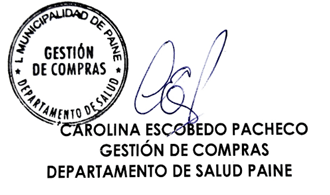 I. MUNICIPALIDAD DE PAINE
GESTIÓN
DE COMPRAS
* DEPARTAMENTO DE SALUD *
CAROLINA ESCOBEDO PACHECO
GESTIÓN DE COMPRAS
DEPARTAMENTO DE SALUD PAINE